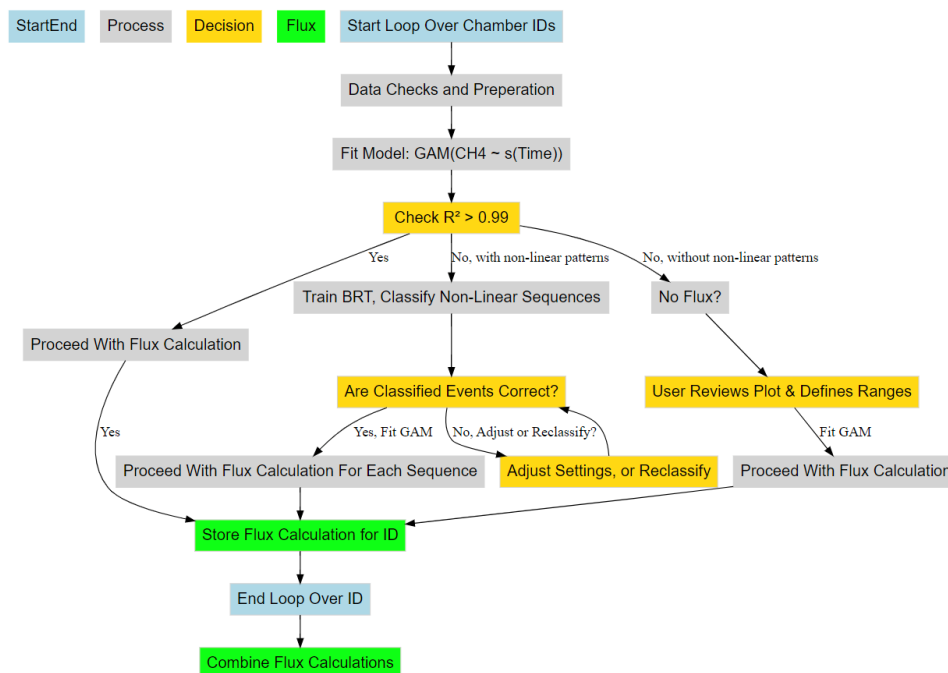 StartEnd
Process
Decision
Flux
Start Loop Over Chamber IDs
Data Checks and Preperation
Fit Model: GAM(CH4 ~ s(Time))
Check R² > 0.99
Yes
No, with non-linear patterns
No, without non-linear patterns
Train BRT, Classify Non-Linear Sequences
No Flux?
Proceed With Flux Calculation
Are Classified Events Correct?
User Reviews Plot & Defines Ranges
Yes
Yes, Fit GAM
No, Adjust or Reclassify?
Fit GAM
Proceed With Flux Calculation For Each Sequence
Adjust Settings, or Reclassify
Proceed With Flux Calculation
Store Flux Calculation for ID
End Loop Over ID
Combine Flux Calculations